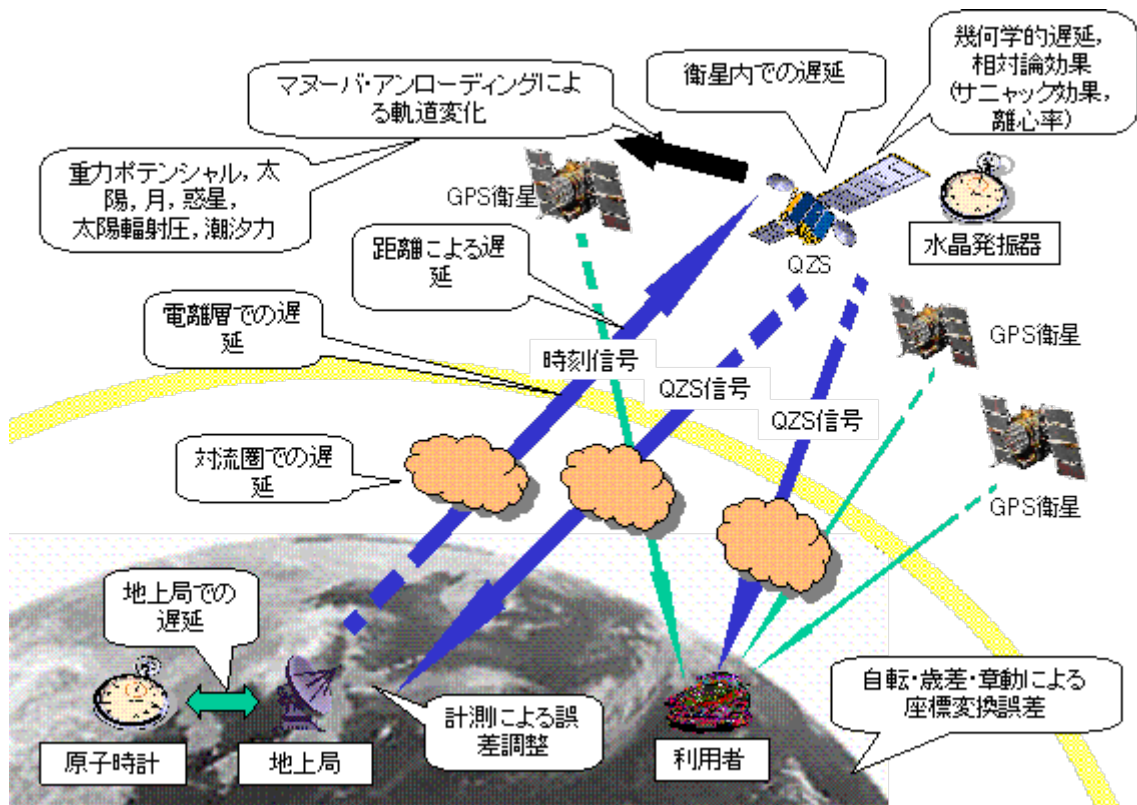 幾何学的遅延,
相対論効果
(サニャック効果,
離心率)
衛星内での遅延
マヌーバ・アンローディングによ
る軌道変化
重力ポテンシャル, 太
陽, 月, 惑星,
太陽輻射圧, 潮汐力
GPS衛星
水晶発振器
QZS
距離による遅
延
電離層での遅
延
GPS衛星
時刻信号
QZS信号
QZS信号
対流圏での遅
延
GPS衛星
地上局での
遅延
自転・歳差・章動による
座標変換誤差
計測による誤
差調整
原子時計
地上局
利用者